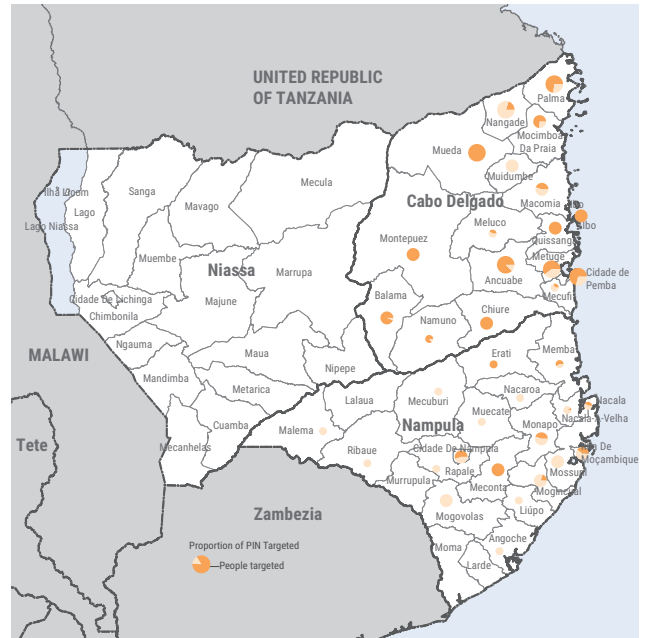 UNITED REPUBLIC
OF TANZANIA
Palma
Nangade
Mocimboa
Da Praia
Mueda
Muidumbe
Mecula
Sanga
Mavago
Lago
Cabo Delgado
Macomia
Ibo
Lago Niassa
Meluco
Quissanga
Montepuez
Muembe
Niassa
Marrupa
Metuge
Cidade de
Pemba
Ancuabe
Mecufi
Cidade De Lichinga
Chimbonila
Majune
Balama
Chiure
Namuno
Ngauma
MALAWI
Maua
Erati
Memba
Nipepe
Mandimba
Metarica
Nacaroa
Lalaua
Mecuburi
Nacala
Muecate
Nacala-A-Velha
Cuamba
Malema
Nampula
Monapo
Tete
Mecanhelas
Ribaue
Cidade De Nampula
Rapale
De
Moçambique
Mossuril
Murrupula
Meconta
Mogincual
Zambezia
Mogovolas
Liúpo
Angoche
Moma
Larde
Proportion of PIN Targeted
People targeted